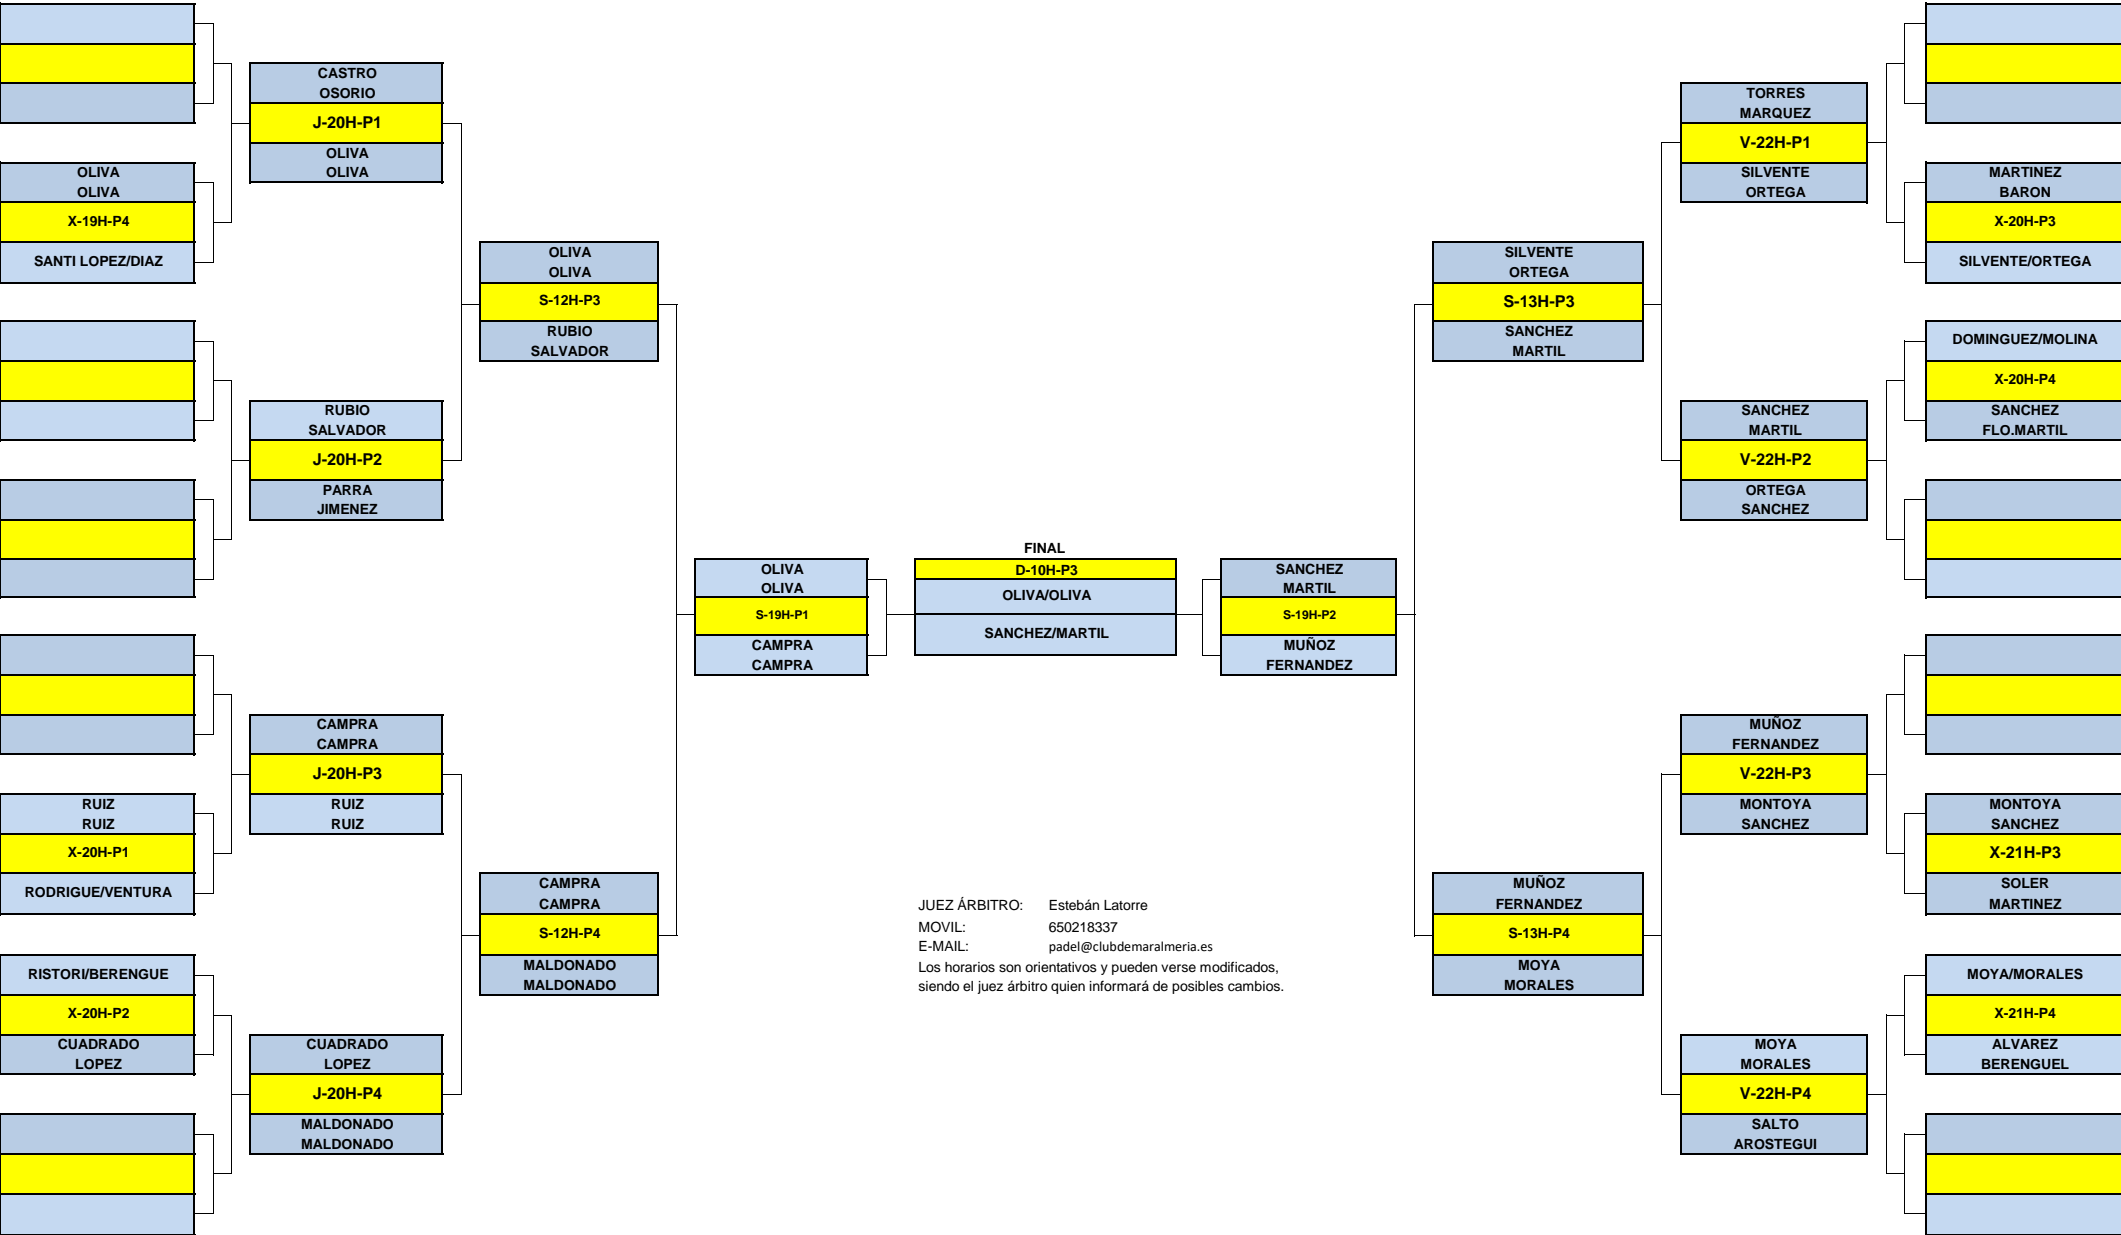 CASTRO
OSORIO
J-20H-P1
OLIVA
OLIVA
OLIVA
OLIVA
X-19H-P4
SANTI LOPEZ/DIAZ
OLIVA
OLIVA
S-12H-P3
RUBIO
SALVADOR
RUBIO
SALVADOR
J-20H-P2
PARRA
JIMENEZ
OLIVA
OLIVA
S-19H-P1
CAMPRA
CAMPRA
CAMPRA
CAMPRA
J-20H-P3
RUIZ
RUIZ
RUIZ
RUIZ
X-20H-P1
RODRIGUE/VENTURA
CAMPRA
CAMPRA
S-12H-P4
MALDONADO
MALDONADO
RISTORI/BERENGUE
X-20H-P2
CUADRADO
LOPEZ
CUADRADO
LOPEZ
J-20H-P4
MALDONADO
MALDONADO
FINAL
D-10H-P3
OLIVA/OLIVA
SANCHEZ/MARTIL
JUEZ ÁRBITRO: Estebán Latorre
MOVIL: 650218337
E-MAIL: padel@clubdemaralmeria.es
Los horarios son orientativos y pueden verse modificados,
siendo el juez árbitro quien informará de posibles cambios.
SANCHEZ
MARTIL
S-19H-P2
MUÑOZ
FERNANDEZ
SILVENTE
ORTEGA
S-13H-P3
SANCHEZ
MARTIL
MUÑOZ
FERNANDEZ
S-13H-P4
MOYA
MORALES
TORRES
MARQUEZ
V-22H-P1
SILVENTE
ORTEGA
SANCHEZ
MARTIL
V-22H-P2
ORTEGA
SANCHEZ
MUÑOZ
FERNANDEZ
V-22H-P3
MONTOYA
SANCHEZ
MOYA
MORALES
V-22H-P4
SALTO
AROSTEGUI
MARTINEZ
BARON
X-20H-P3
SILVENTE/ORTEGA
DOMINGUEZ/MOLINA
X-20H-P4
SANCHEZ
FLO.MARTIL
MONTOYA
SANCHEZ
X-21H-P3
SOLER
MARTINEZ
MOYA/MORALES
X-21H-P4
ALVAREZ
BERENGUEL